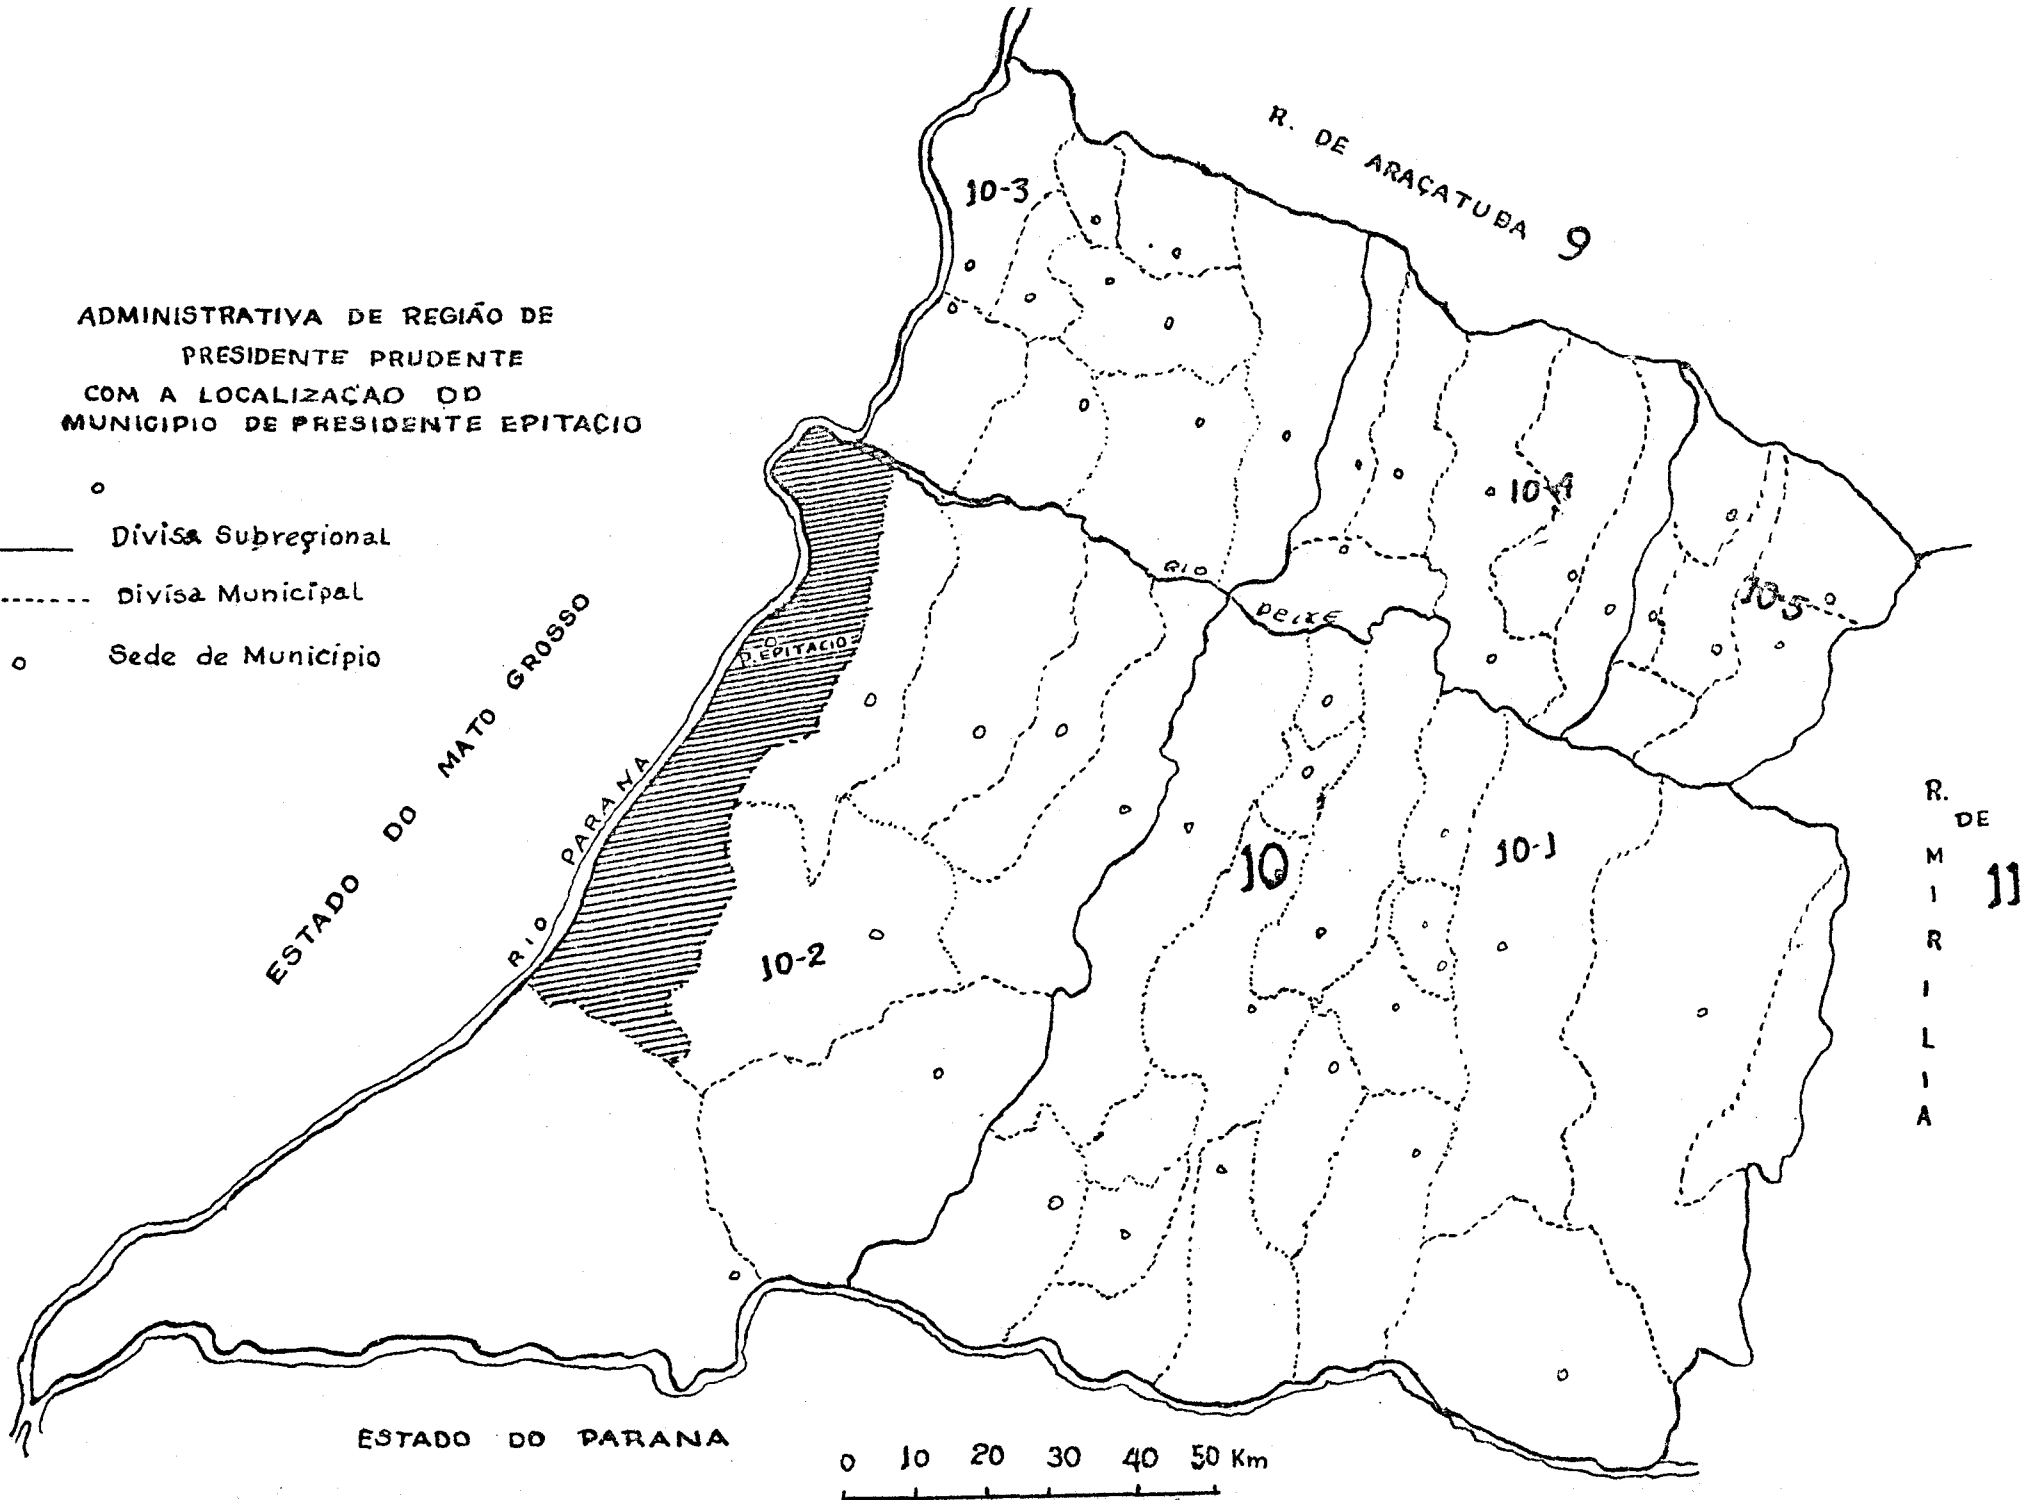 R. DE ARAÇATUBA 9
10-3
ADMINISTRATIVA DE REGIÃO DE
PRESIDENTE PRUDENTE
COM A LOCALIZAÇAO DO
MUNICIPIO DE PRESIDENTE EPITACIO
Divisa Subregional
Divisa Municipal
Sede de Município
10-4
10-5
RIO PEIXE
P. EPITACIO
ESTADO DO MATO GROSSO
RIO PARANA
R. DE MIRILIA 11
10-1
10
10-2
ESTADO DO PARANA
0 10 20 30 40 50 Km